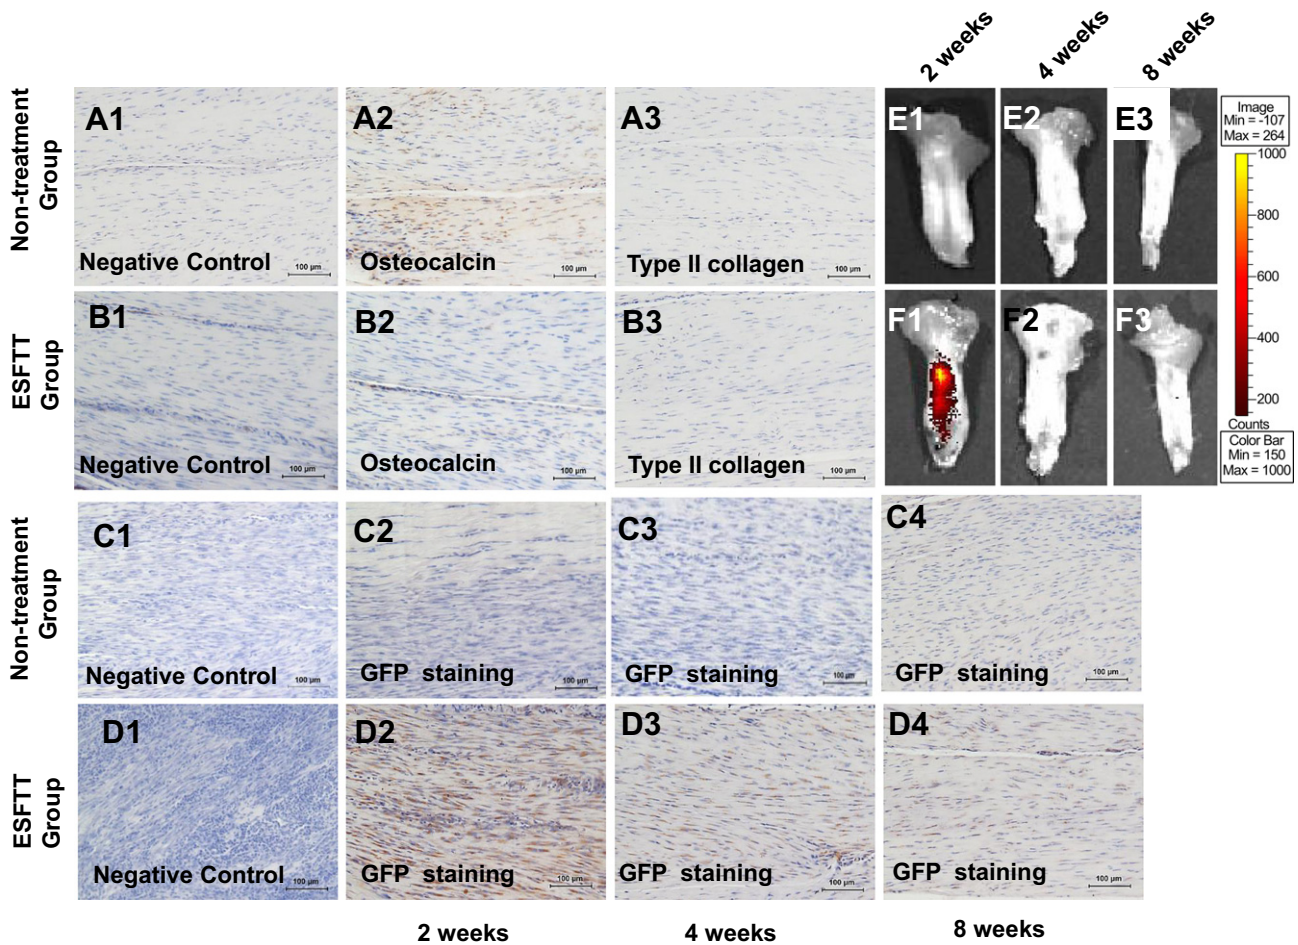 2 weeks
4 weeks
8 weeks
Non-treatment
Group
A1
Negative Control
100 µm
A2
Osteocalcin
100 µm
A3
Type II collagen
100 µm
E1
E2
E3
Image
Min = -107
Max = 264
1000
800
600
400
200
Counts
Color Bar
Min = 150
Max = 1000
ESFTT
Group
B1
Negative Control
100 µm
B2
Osteocalcin
100 µm
B3
Type II collagen
100 µm
F1
F2
F3
Non-treatment
Group
C1
Negative Control
100 µm
C2
GFP staining
100 µm
C3
GFP staining
100 µm
C4
GFP staining
100 µm
ESFTT
Group
D1
Negative Control
100 µm
D2
GFP staining
100 µm
D3
GFP staining
100 µm
D4
GFP staining
100 µm
2 weeks
4 weeks
8 weeks